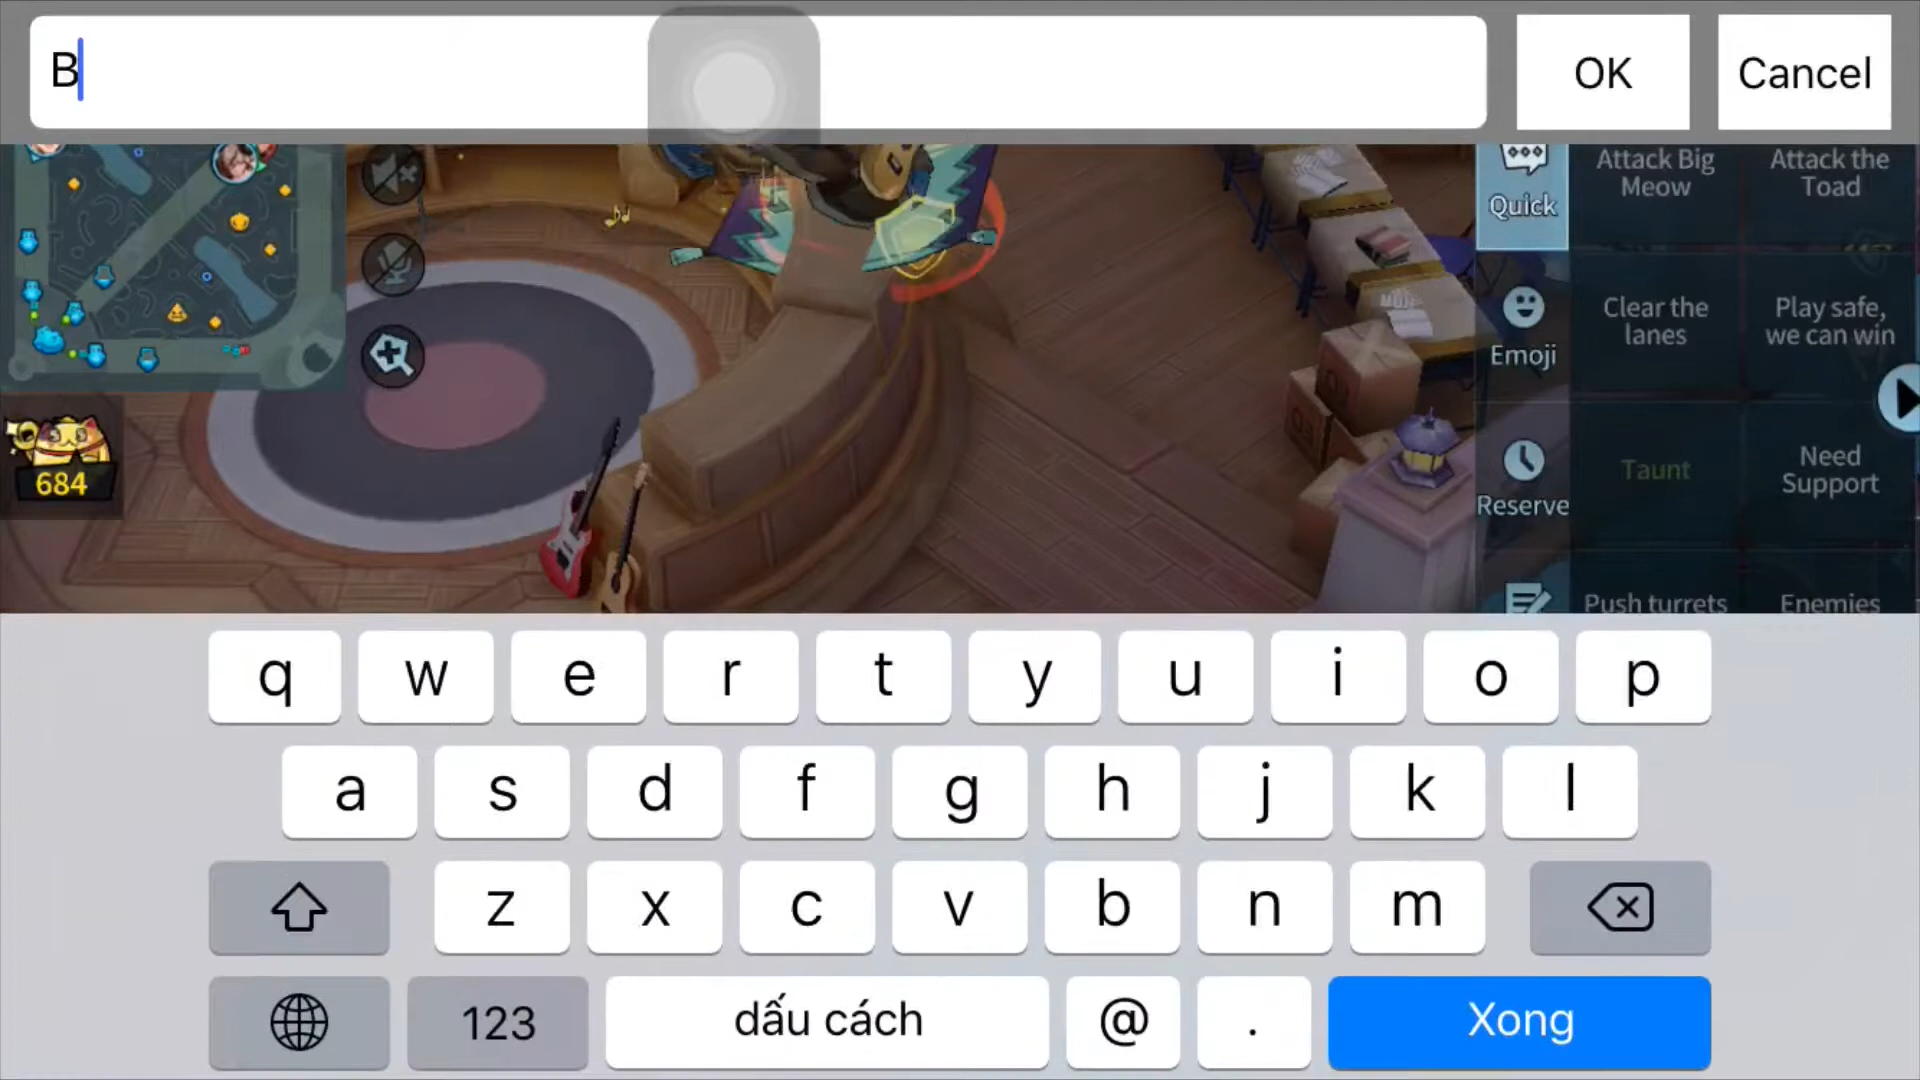 B
OK
Cancel
Quick
Attack Big
Meow
Attack the
Toad
Emoji
Clear the
lanes
Play safe,
we can win
684
Reserve
Taunt
Need
Support
Push turrets
Enemies
q w e r t y u i o p
a s d f g h j k l
z x c v b n m
123
dấu cách
@
.
Xong